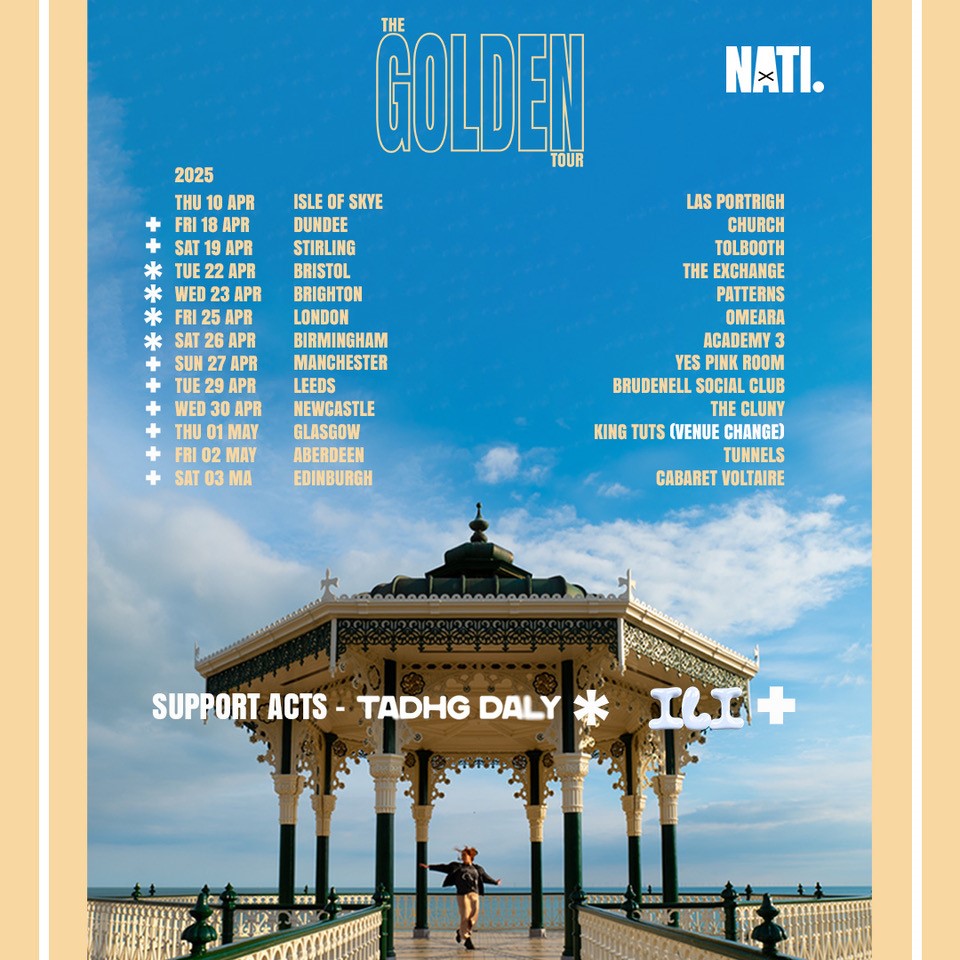 THE
GOLDEN
TOUR
NATI.
2025
THU 10 APR ISLE OF SKYE LAS PORTRIGH
+ FRI 18 APR DUNDEE CHURCH
+ SAT 19 APR STIRLING TOLBOOTH
* TUE 22 APR BRISTOL THE EXCHANGE
* WED 23 APR BRIGHTON PATTERNS
* FRI 25 APR LONDON OMEARA
* SAT 26 APR BIRMINGHAM ACADEMY 3
+ SUN 27 APR MANCHESTER YES PINK ROOM
+ TUE 29 APR LEEDS BRUDENELL SOCIAL CLUB
+ WED 30 APR NEWCASTLE THE CLUNY
+ THU 01 MAY GLASGOW KING TUTS (VENUE CHANGE)
+ FRI 02 MAY ABERDEEN TUNNELS
+ SAT 03 MA EDINBURGH CABARET VOLTAIRE
SUPPORT ACTS - TADHG DALY * ILI +